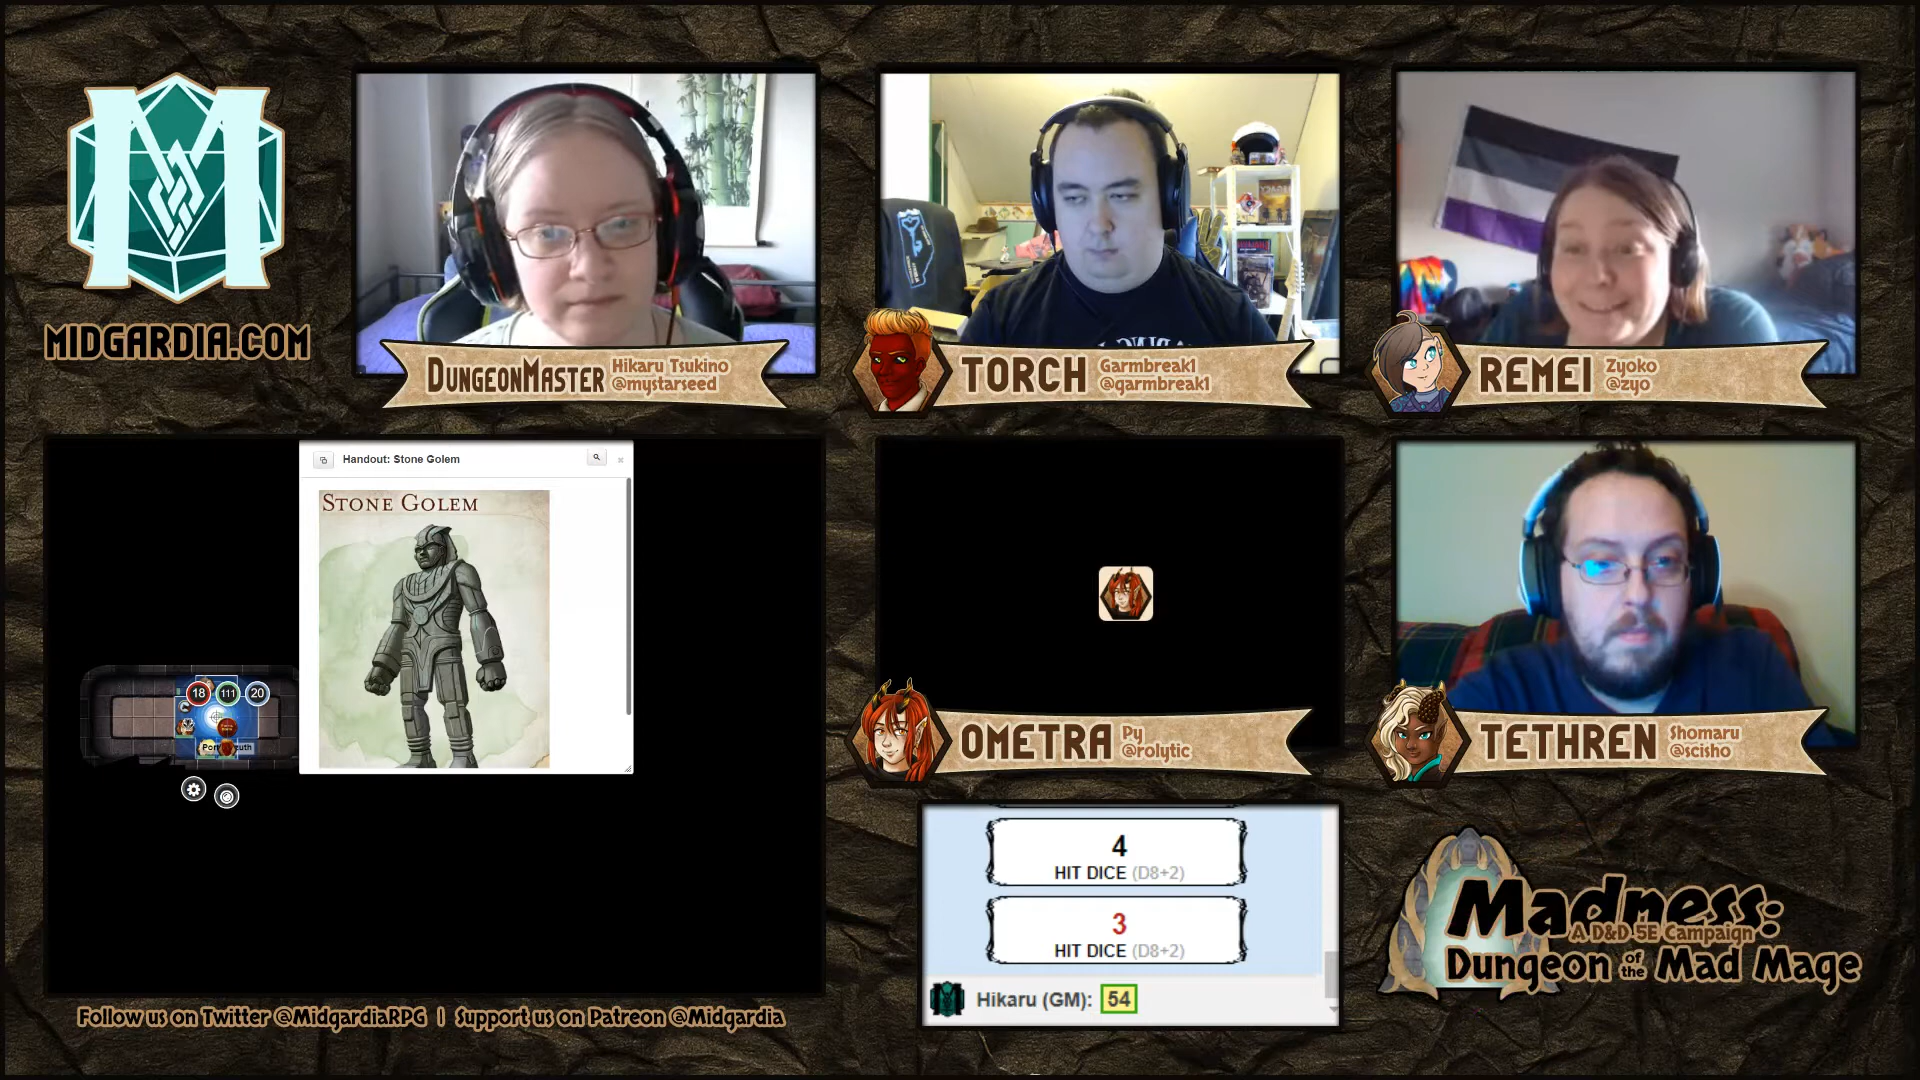 MIDGARDIA.COM
DUNGEONMASTER
Hikaru Tsukino
@mystarseed
TORCH
Garmbreak1
@garmbreak1
REMEI
Zyoko
@zyo
Handout: Stone Golem
STONE GOLEM
18 111 20
OMETRA
Py
@rolytic
TETHREN
Shomaru
@scisho
4
HIT DICE (D8+2)
3
HIT DICE (D8+2)
Hikaru (GM): 54
Madness:
A D&D 5E Campaign
Dungeon of the Mad Mage
Follow us on Twitter @MidgardiaRPG | Support us on Patreon @Midgardia